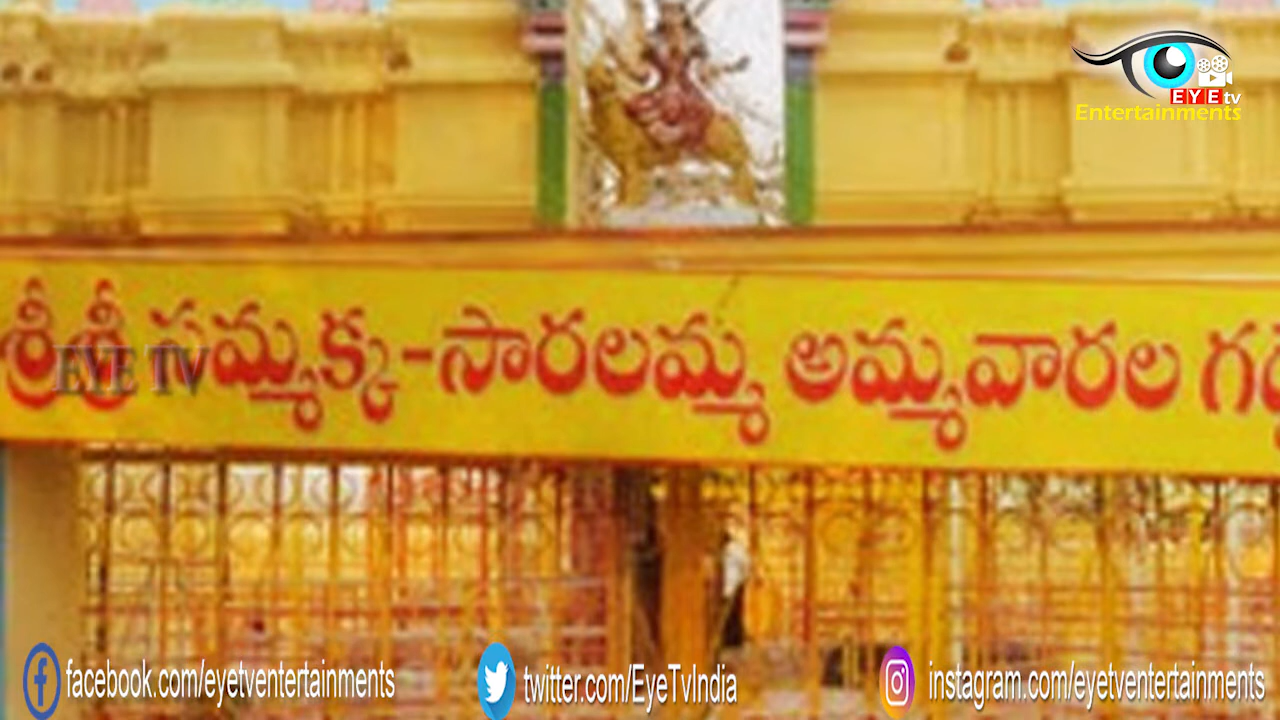 EYE tv
Entertainments
శ్రీశ్రీ సమ్మక్క-సారలమ్మ అమ్మవారల
EYE TV
facebook.com/eyetventertainments
twitter.com/EyeTvIndia
instagram.com/eyetventertainments